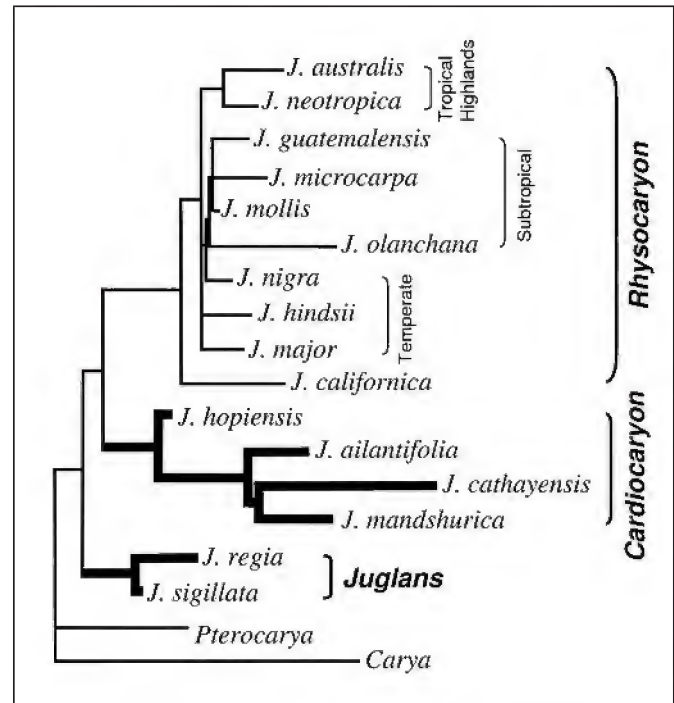 J. australis
J. neotropica
Tropical
Highlands
J. guatemalensis
J. microcarpa
J. mollis
J. olanchana
Subtropical
J. nigra
J. hindsii
J. major
Temperate
J. californica
Rhysocaryon
J. hopiensis
J. ailantifolia
J. cathayensis
J. mandshurica
Cardiocaryon
J. regia
J. sigillata
Juglans
Pterocarya
Carya